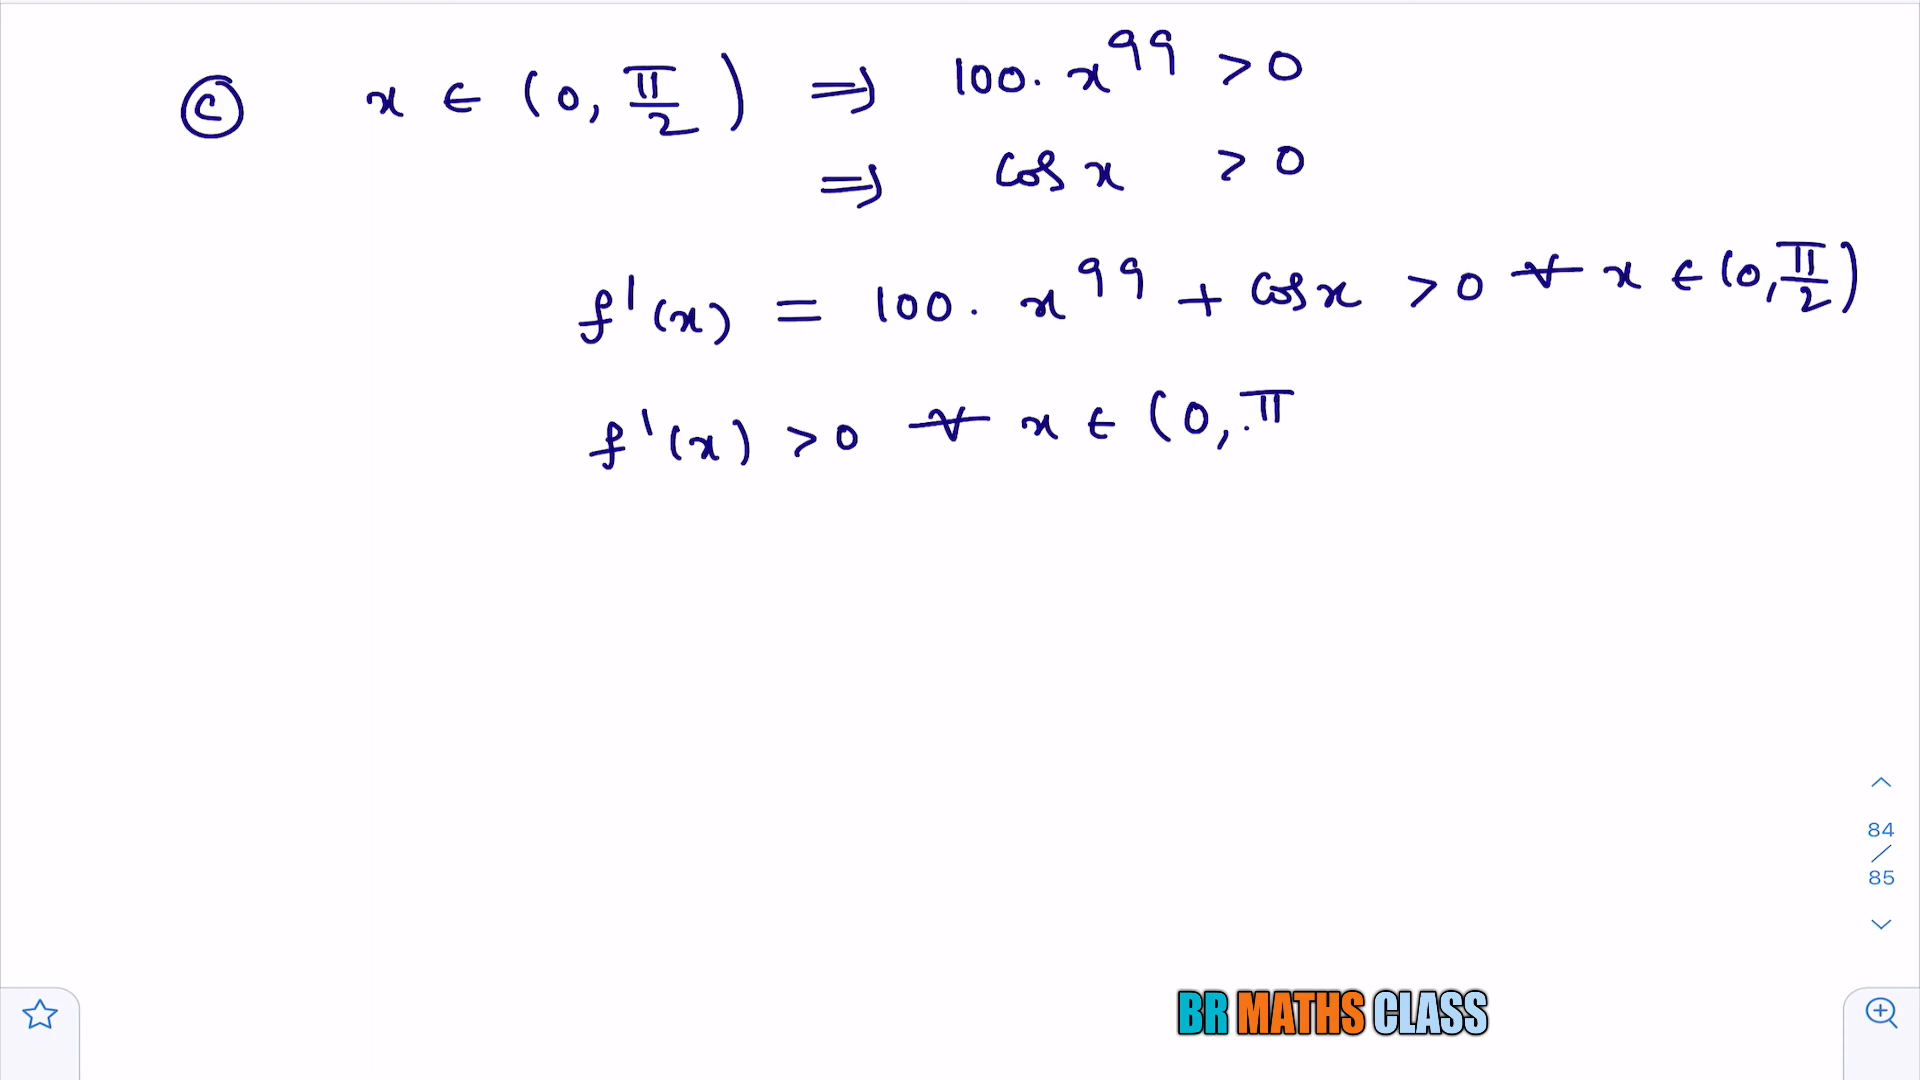 ⓒ x ∈ (0, π/2) ⇒ 100. x^99 > 0
⇒ cos x > 0
f'(x) = 100. x^99 + cos x > 0 ∀ x ∈ (0, π/2)
f'(x) > 0 ∀ x ∈ (0, π
84
/
85
BR MATHS CLASS